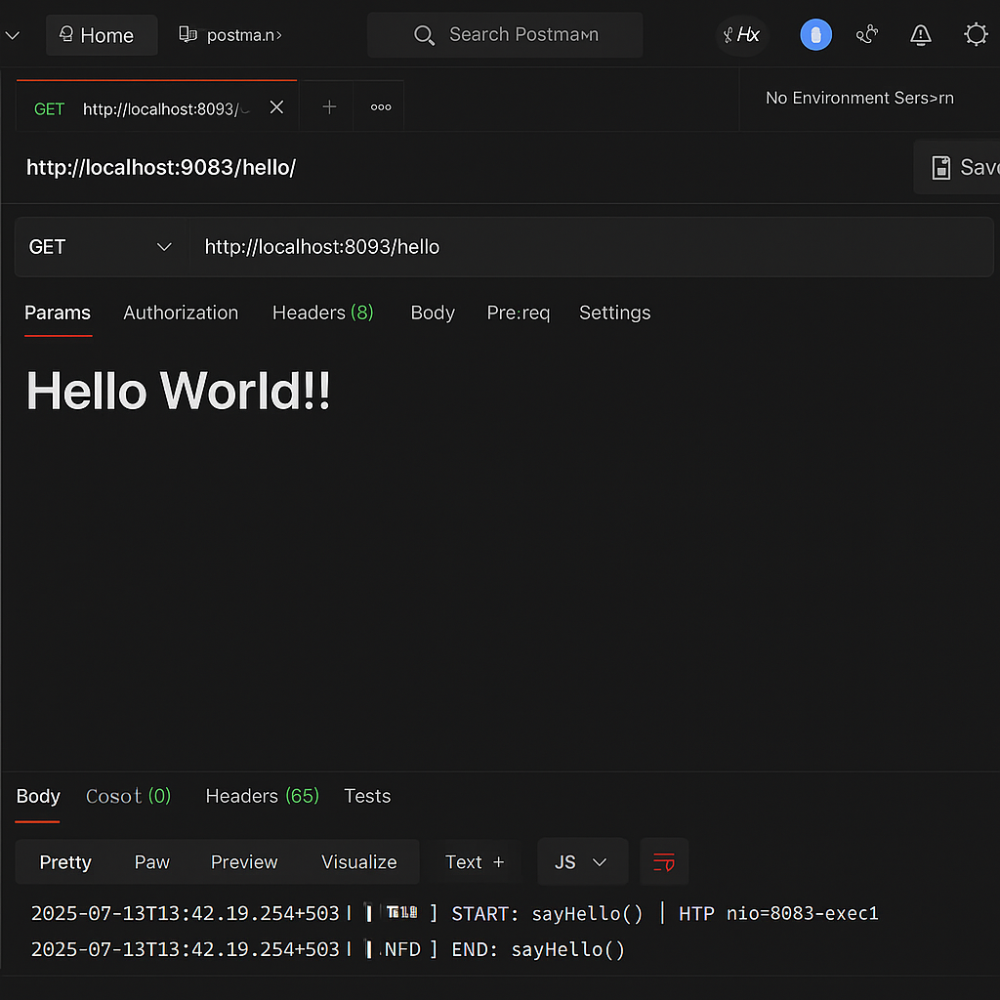 Home postma.n> Search Postman Hx
GET http://localhost:8093/ No Environment Sers>rn
http://localhost:9083/hello/ Save
GET http://localhost:8093/hello
Params Authorization Headers (8) Body Pre:req Settings
Hello World!!
Body Cosot (0) Headers (65) Tests
Pretty Paw Preview Visualize Text + JS
2025-07-13T13:42.19.254+503 | | ] START: sayHello() | HTP nio=8083-exec1
2025-07-13T13:42.19.254+503 | | .NFD ] END: sayHello()